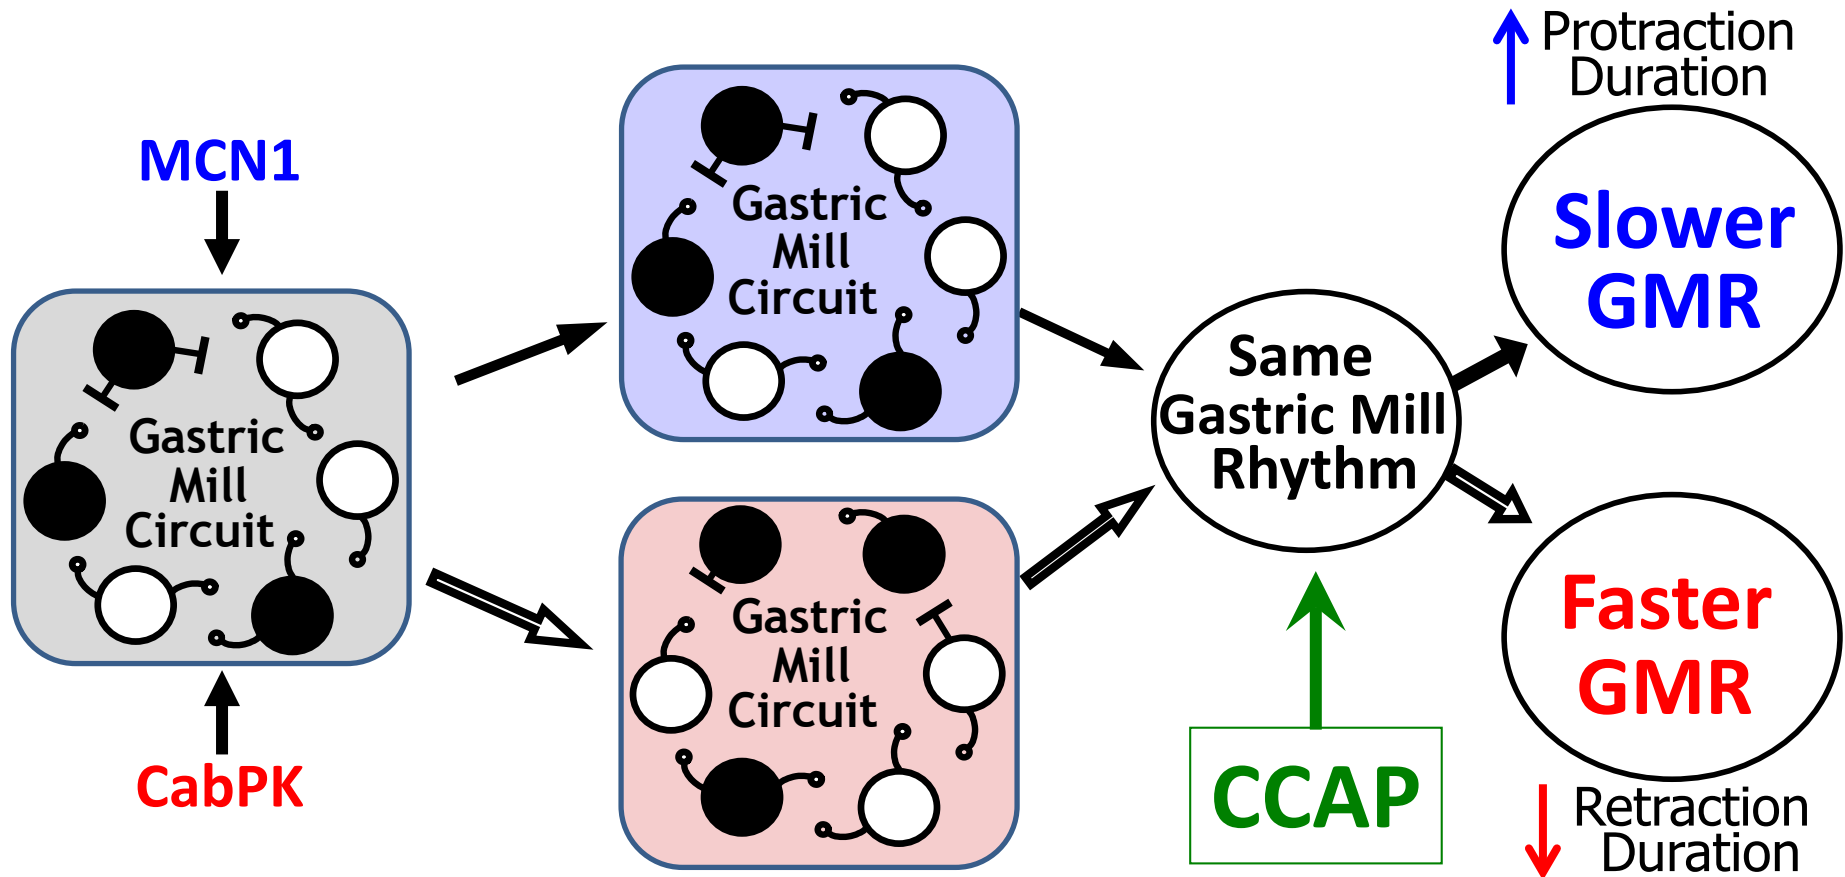 MCN1
Gastric
Mill
Circuit
CabPK
Gastric
Mill
Circuit
Gastric
Mill
Circuit
Same
Gastric Mill
Rhythm
CCAP
Protraction
Duration
Slower
GMR
Faster
GMR
Retraction
Duration